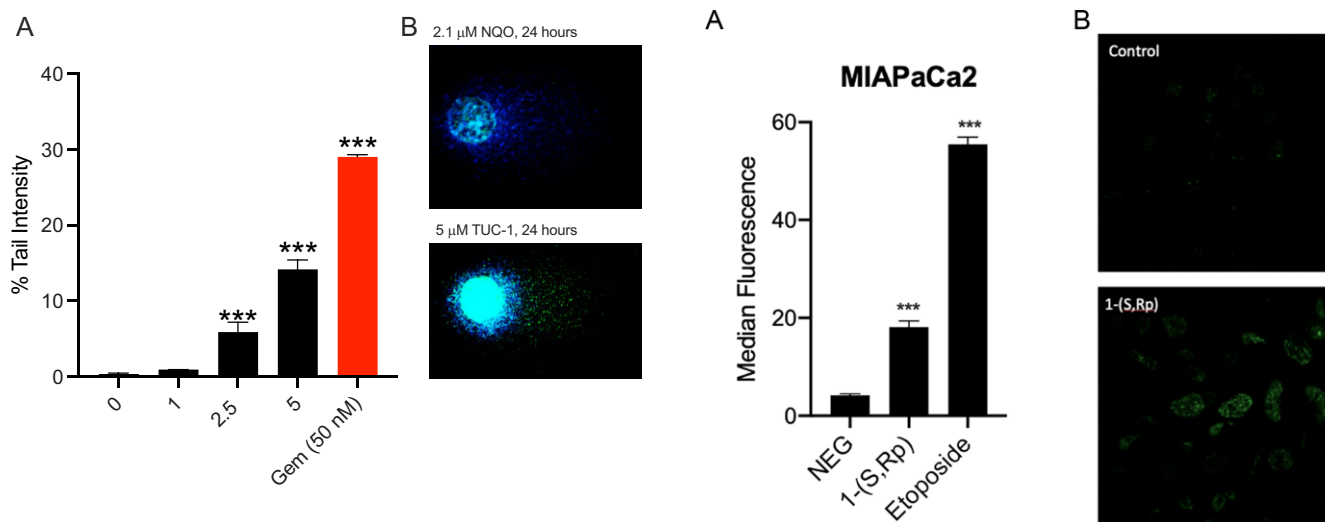 A
% Tail Intensity
40
30
20
10
0
***
***
***
0
1
2.5
5
Gem (50 nM)
B
2.1 μM NQO, 24 hours
5 μM TUC-1, 24 hours
A
MIAPaCa2
Median Fluorescence
60
40
20
0
***
***
NEG
1-(S,Rp)
Etoposide
B
Control
1-(S,Rp)